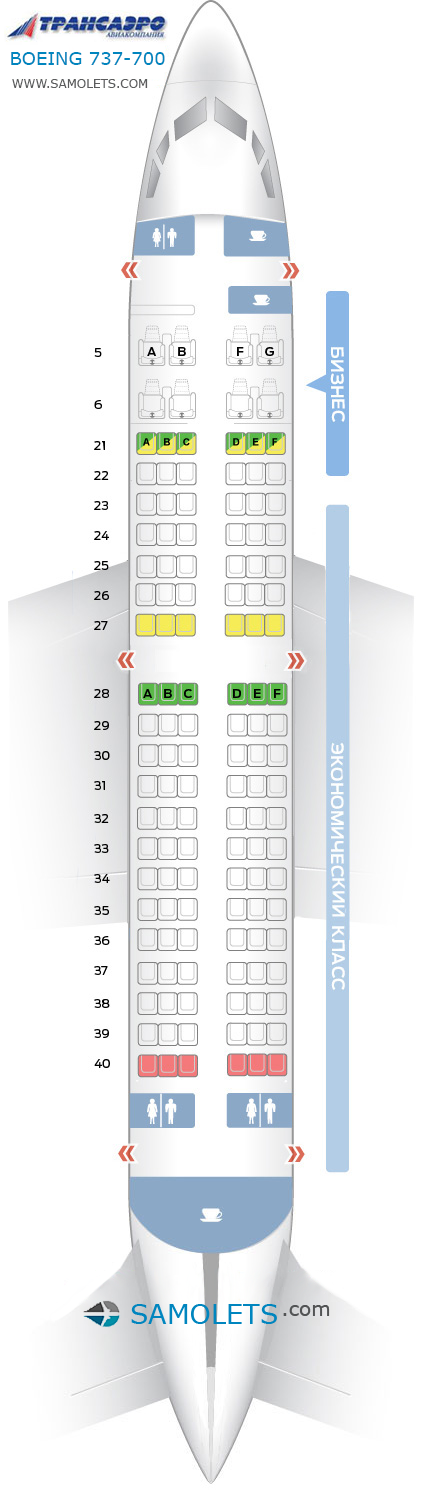 ТРАНСАЭРО
АВИАКОМПАНИЯ
BOEING 737-700
WWW.SAMOLETS.COM
5 A B F G
6
21 A B C D E F
22
23
24
25
26
27
28 A B C D E F
29
30
31
32
33
34
35
36
37
38
39
40
БИЗНЕС
ЭКОНОМИЧЕСКИЙ КЛАСС
SAMOLETS.com